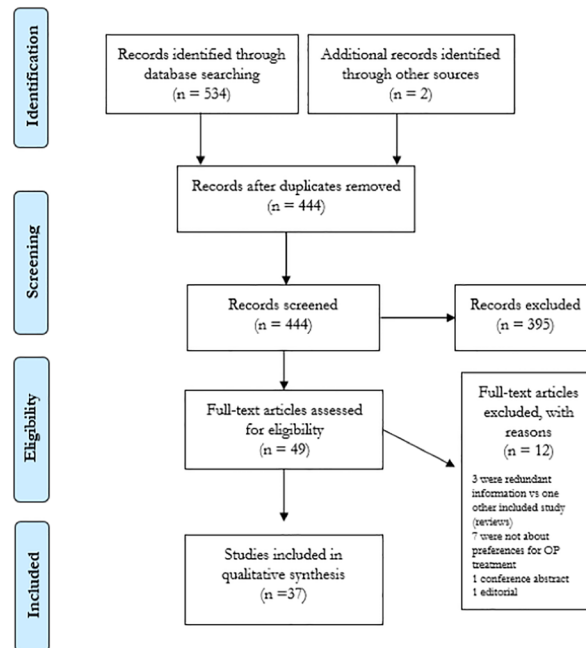 Identification
Records identified through
database searching
(n = 534)
Additional records identified
through other sources
(n = 2)
Records after duplicates removed
(n = 444)
Screening
Records screened
(n = 444)
Records excluded
(n = 395)
Eligibility
Full-text articles assessed
for eligibility
(n = 49)
Full-text articles
excluded, with
reasons
(n = 12)
3 were redundant
information vs one
other included study
(reviews)
7 were not about
preferences for OP
treatment
1 conference abstract
1 editorial
Included
Studies included in
qualitative synthesis
(n =37)